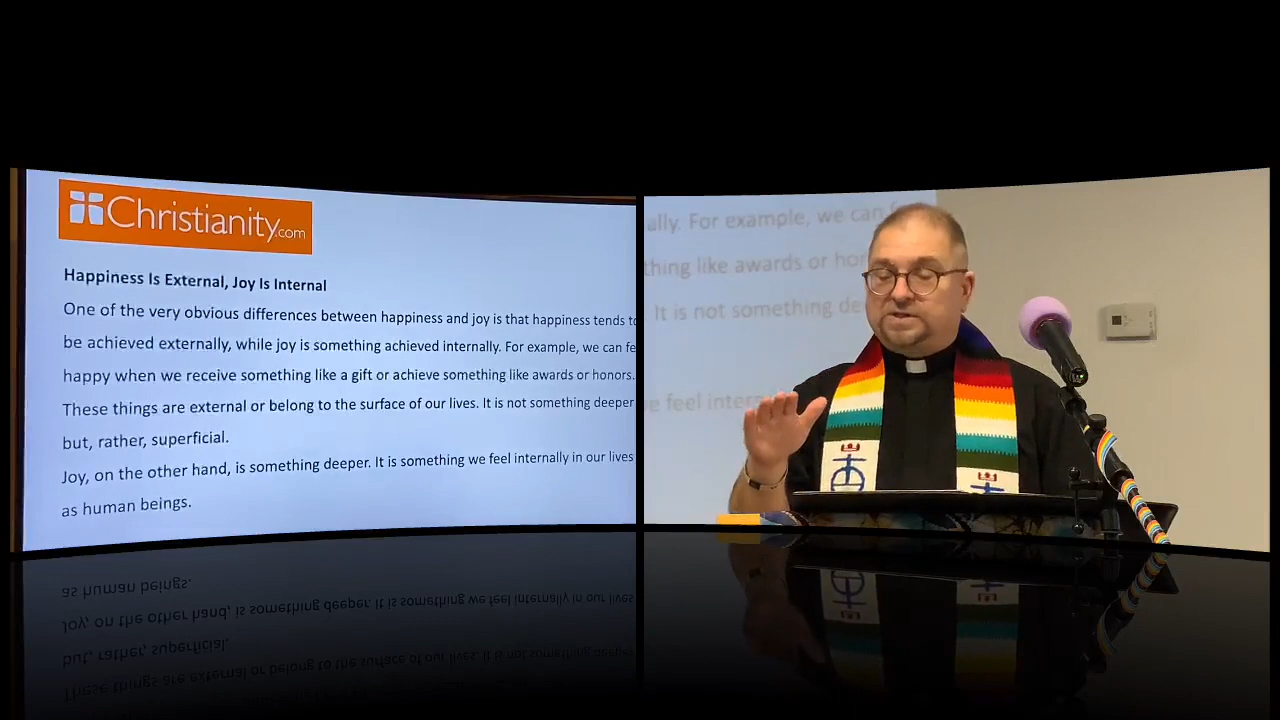 Christianity.com
Happiness Is External, Joy Is Internal
One of the very obvious differences between happiness and joy is that happiness tends to
be achieved externally, while joy is something achieved internally. For example, we can fe
happy when we receive something like a gift or achieve something like awards or honors.
These things are external or belong to the surface of our lives. It is not something deeper
but, rather, superficial.
Joy, on the other hand, is something deeper. It is something we feel internally in our lives
as human beings.
ally. For example, we can f
thing like awards or hon
It is not something de
e feel intern